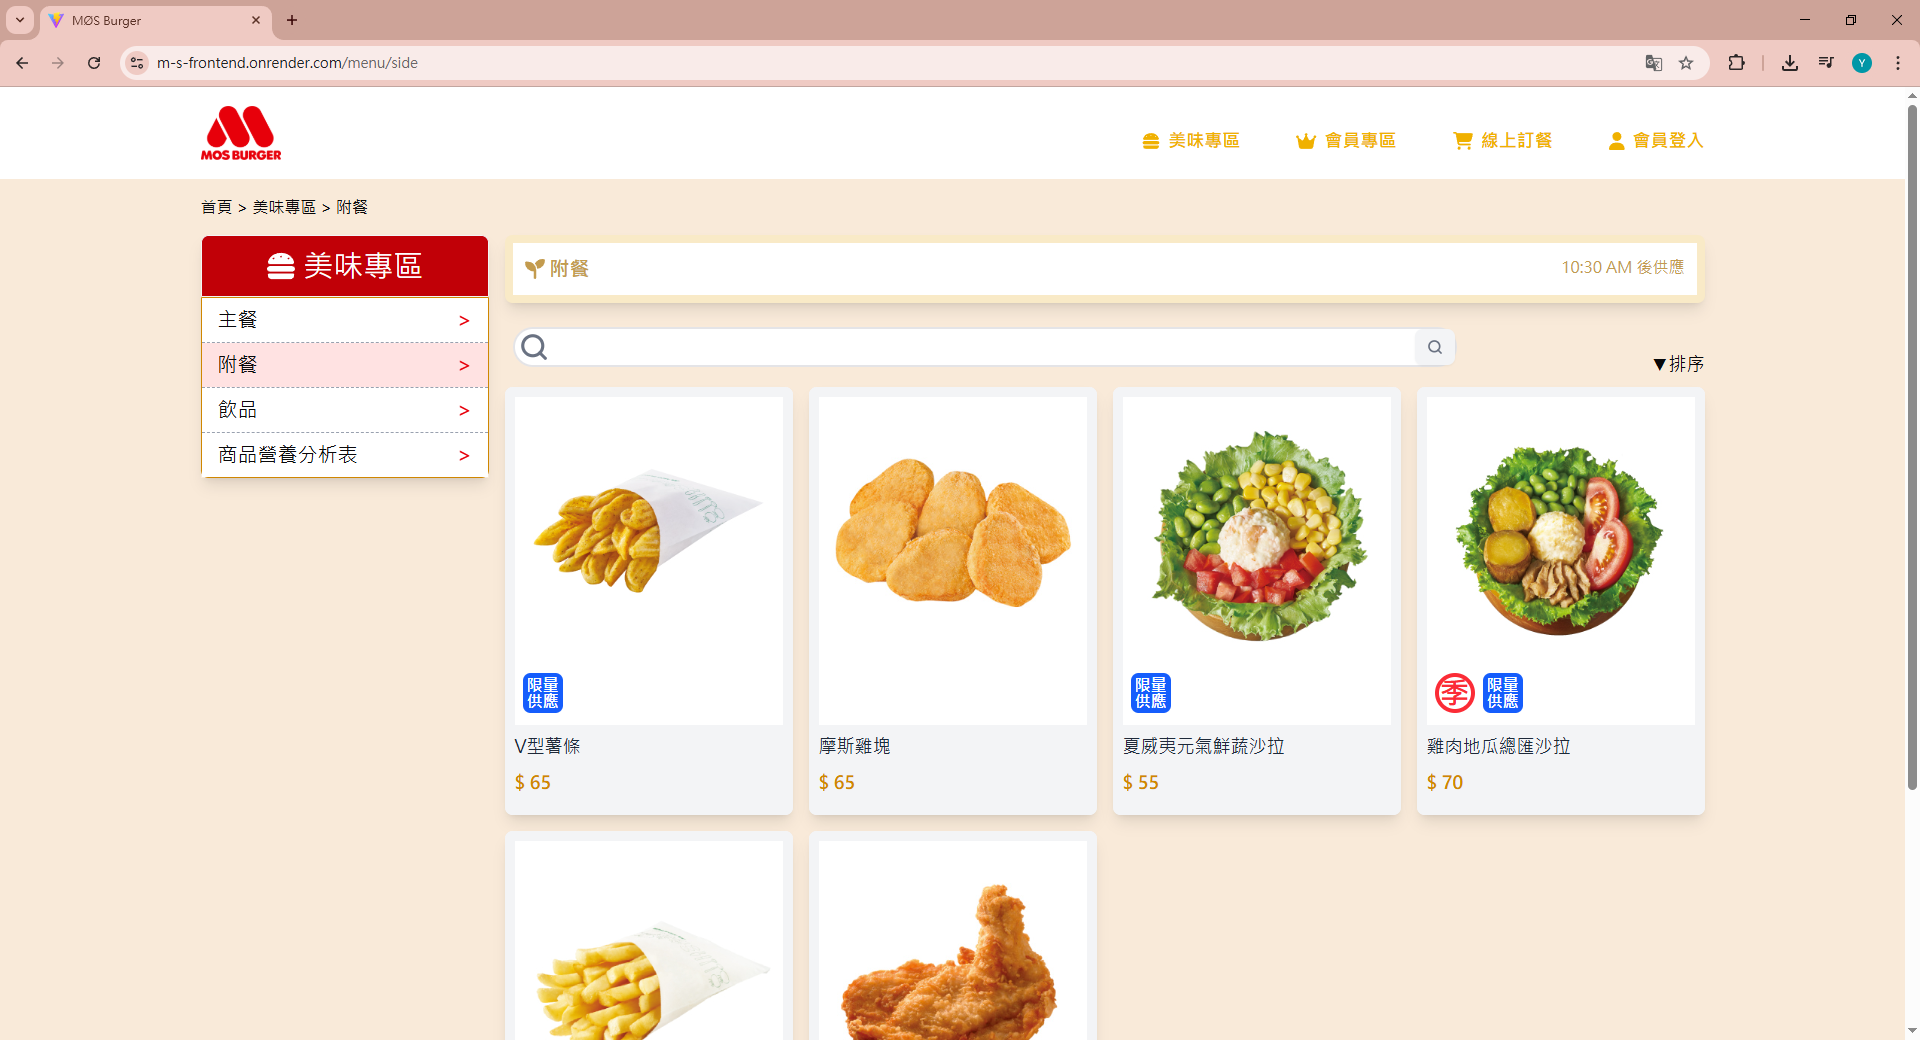 MØS Burger
m-s-frontend.onrender.com/menu/side
Y
MOS BURGER
美味專區
會員專區
線上訂餐
會員登入
首頁 > 美味專區 > 附餐
美味專區
主餐 >
附餐 >
飲品 >
商品營養分析表 >
附餐
10:30 AM 後供應
▼排序
限量
供應
V型薯條
$ 65
摩斯雞塊
$ 65
限量
供應
夏威夷元氣鮮蔬沙拉
$ 55
季
限量
供應
雞肉地瓜總匯沙拉
$ 70